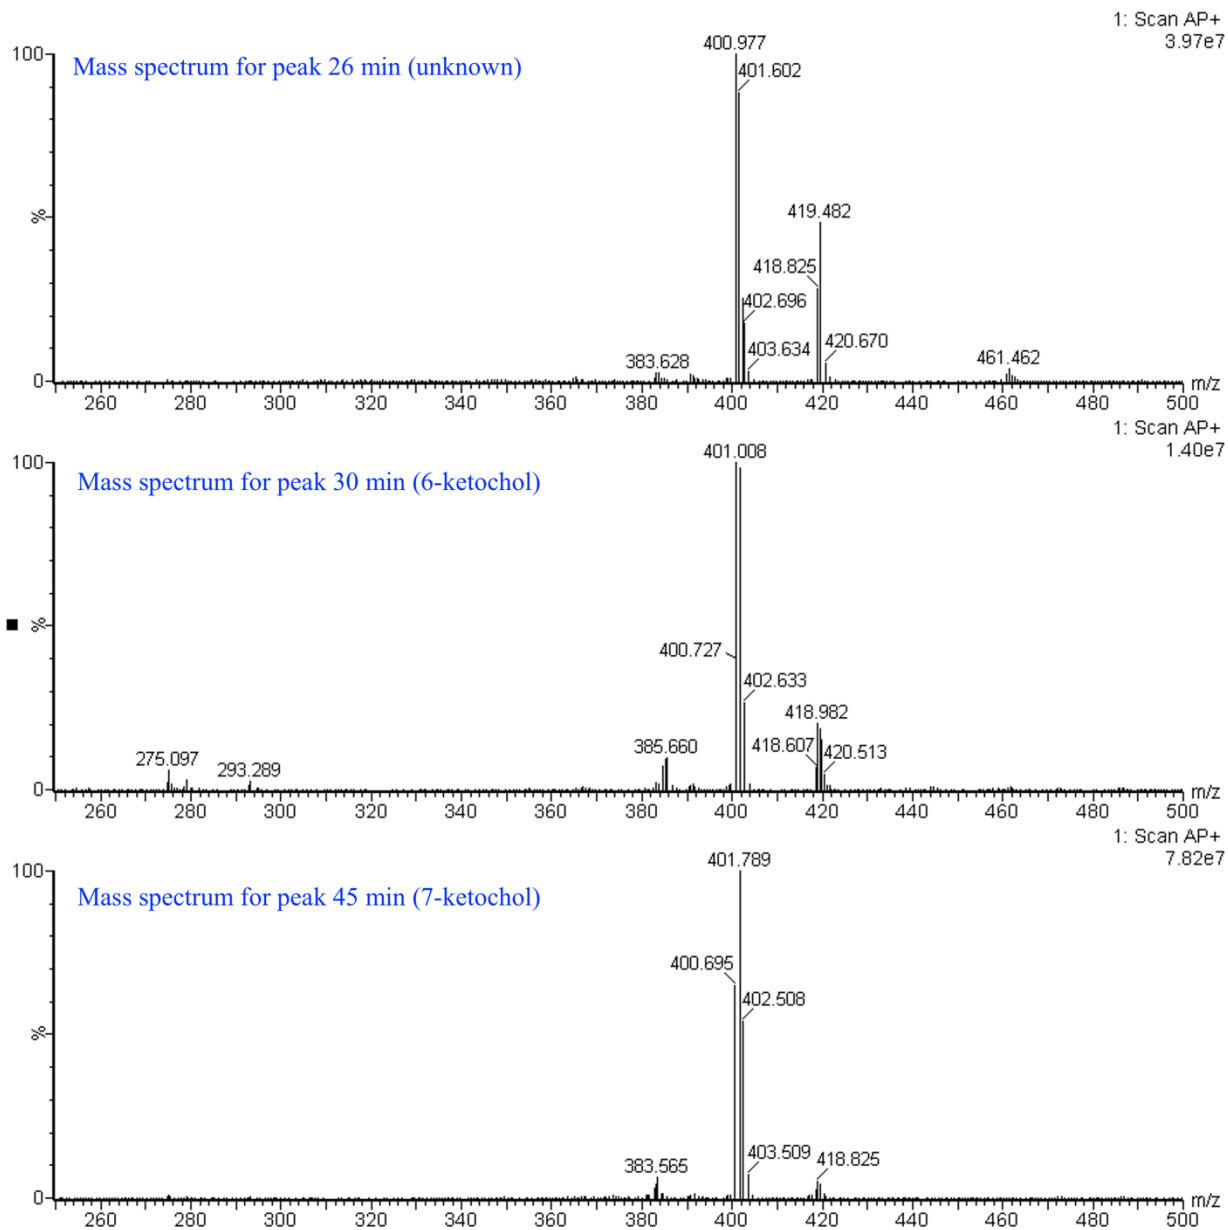 1: Scan AP+
3.97e7
100
Mass spectrum for peak 26 min (unknown)
400.977
401.602
%
419.482
418.825
402.696
403.634
420.670
383.628
461.462
0
m/z
260 280 300 320 340 360 380 400 420 440 460 480 500
1: Scan AP+
1.40e7
100
Mass spectrum for peak 30 min (6-ketochol)
401.008
%
400.727
402.633
418.982
385.660
418.607
420.513
275.097
293.289
0
m/z
260 280 300 320 340 360 380 400 420 440 460 480 500
1: Scan AP+
7.82e7
100
Mass spectrum for peak 45 min (7-ketochol)
401.789
400.695
402.508
%
383.565
403.509
418.825
0
m/z
260 280 300 320 340 360 380 400 420 440 460 480 500